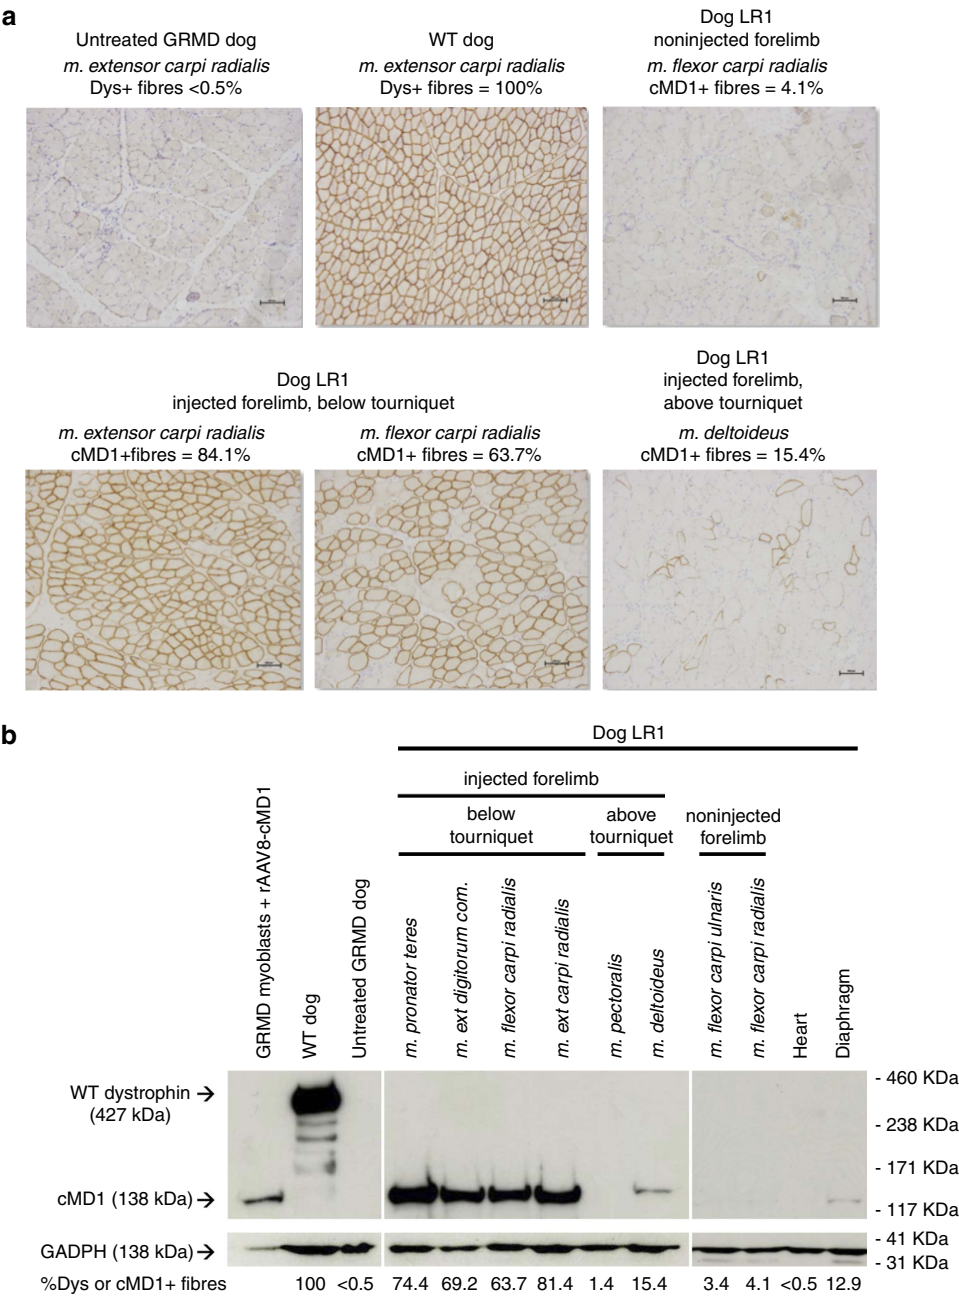 a
Untreated GRMD dog
m. extensor carpi radialis
Dys+ fibres <0.5%
WT dog
m. extensor carpi radialis
Dys+ fibres = 100%
Dog LR1
noninjected forelimb
m. flexor carpi radialis
cMD1+ fibres = 4.1%
Dog LR1
injected forelimb, below tourniquet
m. extensor carpi radialis
cMD1+fibres = 84.1%
m. flexor carpi radialis
cMD1+ fibres = 63.7%
Dog LR1
injected forelimb,
above tourniquet
m. deltoideus
cMD1+ fibres = 15.4%
b
Dog LR1
injected forelimb
below
tourniquet
above
tourniquet
noninjected
forelimb
GRMD myoblasts + rAAV8-cMD1
WT dog
Untreated GRMD dog
m. pronator teres
m. ext digitorum com.
m. flexor carpi radialis
m. ext carpi radialis
m. pectoralis
m. deltoideus
m. flexor carpi ulnaris
m. flexor carpi radialis
Heart
Diaphragm
WT dystrophin →
(427 kDa)
cMD1 (138 kDa) →
GADPH (138 kDa) →
- 460 KDa
- 238 KDa
- 171 KDa
- 117 KDa
- 41 KDa
- 31 KDa
%Dys or cMD1+ fibres 100 <0.5 74.4 69.2 63.7 81.4 1.4 15.4 3.4 4.1 <0.5 12.9